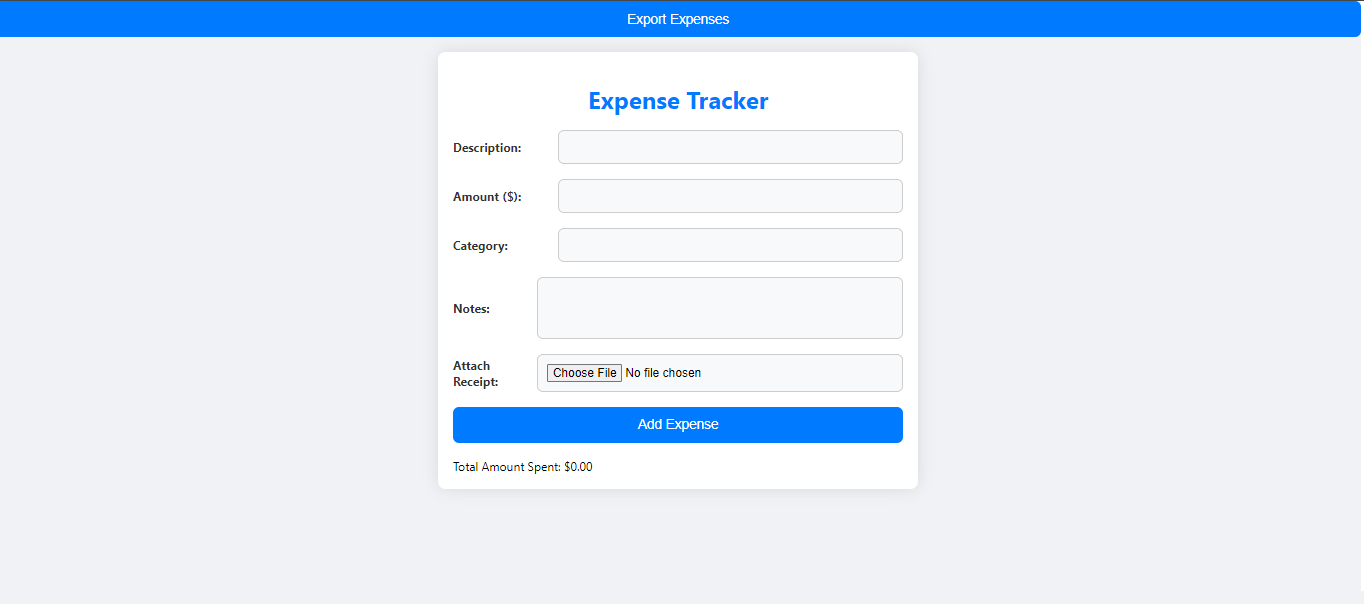 Export Expenses
Expense Tracker
Description:
Amount ($):
Category:
Notes:
Attach
Receipt:
Choose File No file chosen
Add Expense
Total Amount Spent: $0.00